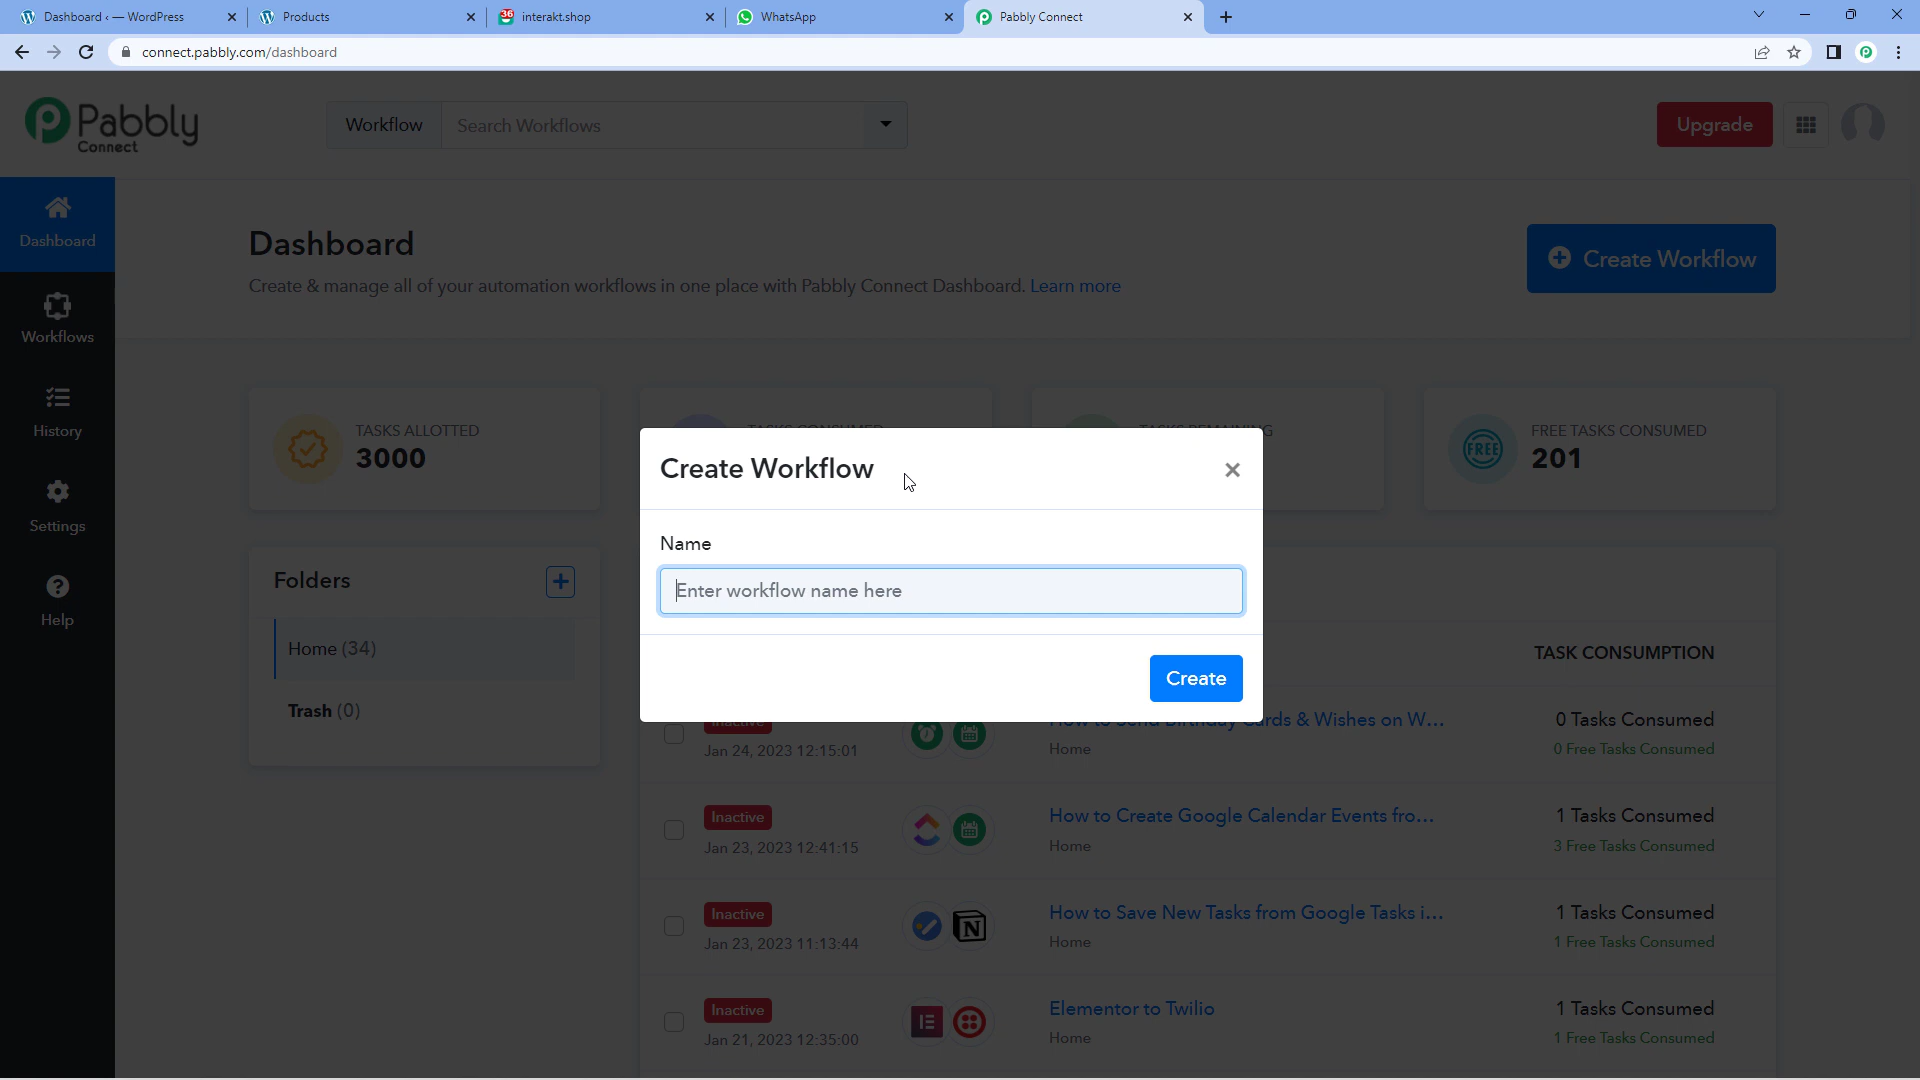 Dashboard ‹ — WordPress
Products
36
interakt.shop
WhatsApp
Pabbly Connect
connect.pabbly.com/dashboard
Pabbly
Connect
Workflow
Search Workflows
Upgrade
Dashboard
Workflows
History
Settings
Help
Dashboard
Create & manage all of your automation workflows in one place with Pabbly Connect Dashboard. Learn more
Create Workflow
TASKS ALLOTTED
3000
TASKS CONSUMED
TASKS REMAINING
FREE
FREE TASKS CONSUMED
201
Folders
Home (34)
Trash (0)
Create Workflow
Name
Enter workflow name here
Create
TASK CONSUMPTION
Inactive
Jan 24, 2023 12:15:01
How to Send Birthday Cards & Wishes on W...
Home
0 Tasks Consumed
0 Free Tasks Consumed
Inactive
Jan 23, 2023 12:41:15
How to Create Google Calendar Events fro...
Home
1 Tasks Consumed
3 Free Tasks Consumed
Inactive
Jan 23, 2023 11:13:44
How to Save New Tasks from Google Tasks i...
Home
1 Tasks Consumed
1 Free Tasks Consumed
Inactive
Jan 21, 2023 12:35:00
Elementor to Twilio
Home
1 Tasks Consumed
1 Free Tasks Consumed